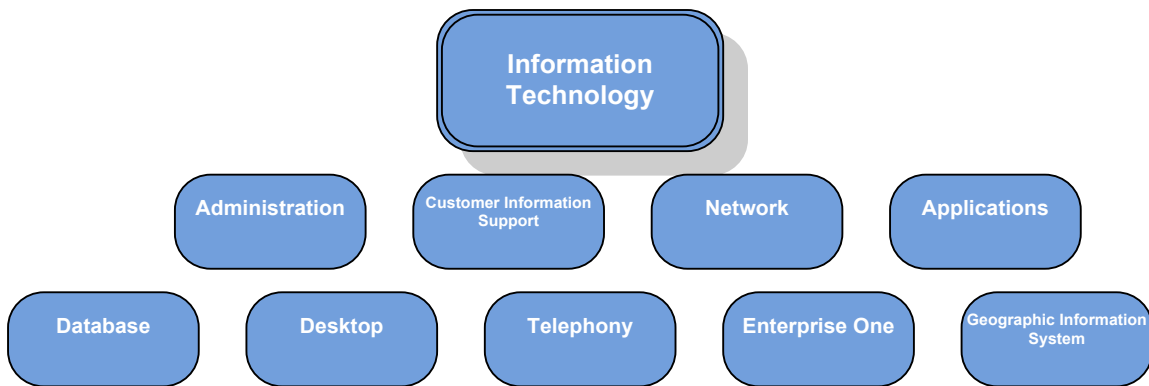 Information
Technology
Administration
Customer Information
Support
Network
Applications
Database
Desktop
Telephony
Enterprise One
Geographic Information
System